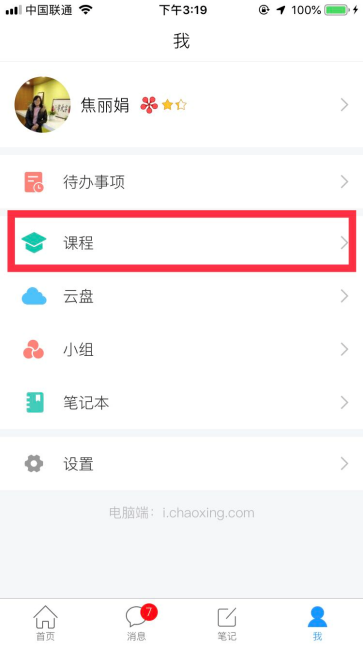 中国联通 下午3:19 100%
我
焦丽娟
待办事项
课程
云盘
小组
笔记本
设置
电脑端：i.chaoxing.com
7
首页 消息 笔记 我